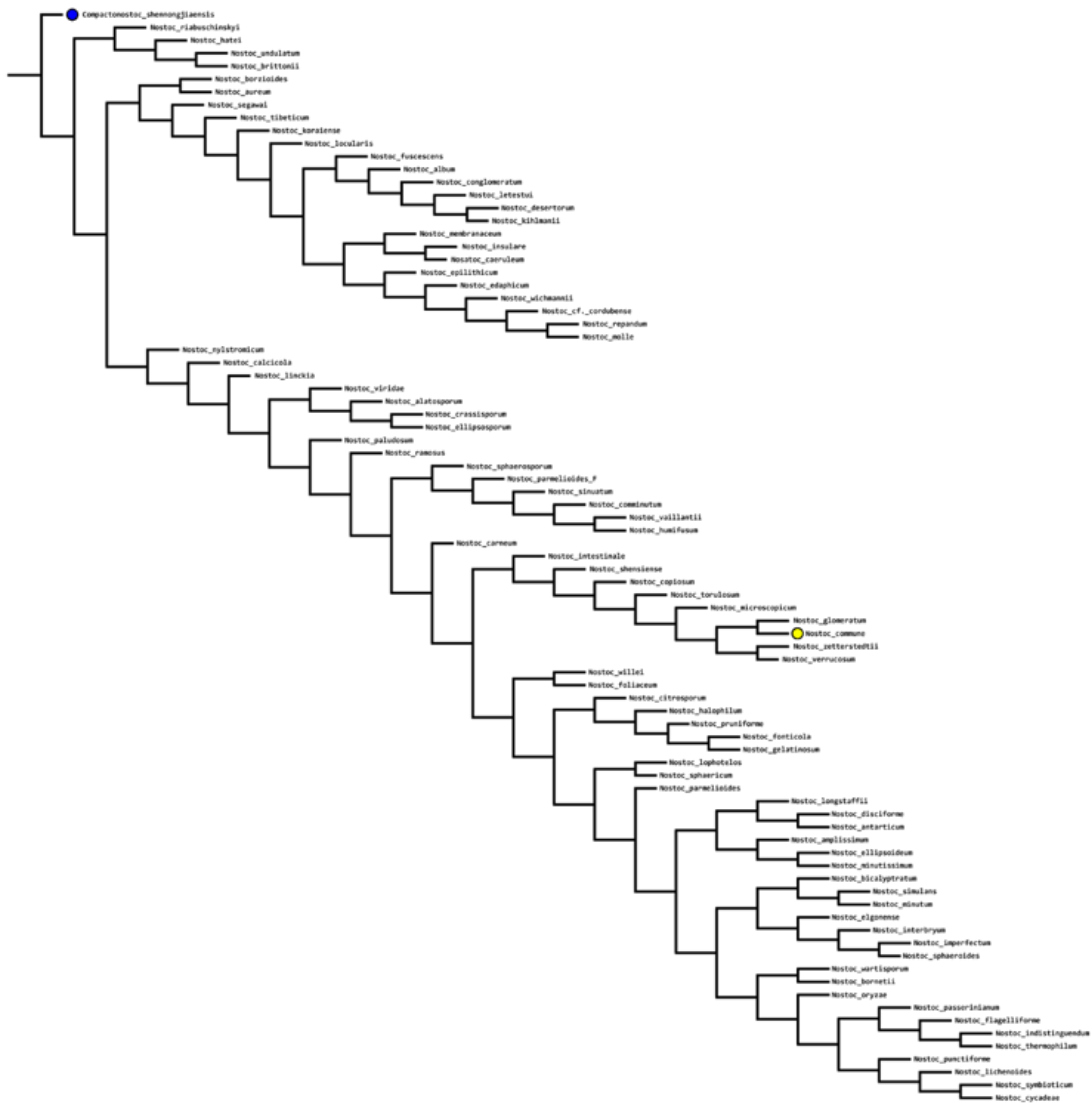 Compactonostoc_shennongjiaensis
Nostoc_riabuschinskyi
Nostoc_hatei
Nostoc_undulatum
Nostoc_brittonii
Nostoc_borzioides
Nostoc_aureum
Nostoc_segawai
Nostoc_tibeticum
Nostoc_koraiense
Nostoc_locularis
Nostoc_fuscescens
Nostoc_album
Nostoc_conglomeratum
Nostoc_letestui
Nostoc_desertorum
Nostoc_kihlmanii
Nostoc_membranaceum
Nostoc_insulare
Nosatoc_caeruleum
Nostoc_epilithicum
Nostoc_edaphicum
Nostoc_wichmannii
Nostoc_cf._cordubense
Nostoc_repandum
Nostoc_molle
Nostoc_nylstromicum
Nostoc_calcicola
Nostoc_linckia
Nostoc_viridae
Nostoc_alatosporum
Nostoc_crassisporum
Nostoc_ellipsosporum
Nostoc_paludosum
Nostoc_ramosus
Nostoc_sphaerosporum
Nostoc_parmelioides_F
Nostoc_sinuatum
Nostoc_comminutum
Nostoc_vaillantii
Nostoc_humifusum
Nostoc_carneum
Nostoc_intestinale
Nostoc_shensiense
Nostoc_copiosum
Nostoc_torulosum
Nostoc_microscopicum
Nostoc_glomeratum
Nostoc_commune
Nostoc_zetterstedtii
Nostoc_verrucosum
Nostoc_willei
Nostoc_foliaceum
Nostoc_citrosporum
Nostoc_halophilum
Nostoc_pruniforme
Nostoc_fonticola
Nostoc_gelatinosum
Nostoc_lophotelos
Nostoc_sphaericum
Nostoc_parmelioides
Nostoc_longstaffii
Nostoc_disciforme
Nostoc_antarticum
Nostoc_amplissimum
Nostoc_ellipsoideum
Nostoc_minutissimum
Nostoc_bicalyptratum
Nostoc_simulans
Nostoc_minutum
Nostoc_elgonense
Nostoc_interbryum
Nostoc_imperfectum
Nostoc_sphaeroides
Nostoc_wartisporum
Nostoc_bornetii
Nostoc_oryzae
Nostoc_passerinianum
Nostoc_flagelliforme
Nostoc_indistinguendum
Nostoc_thermophilum
Nostoc_punctiforme
Nostoc_lichenoides
Nostoc_symbioticum
Nostoc_cycadeae